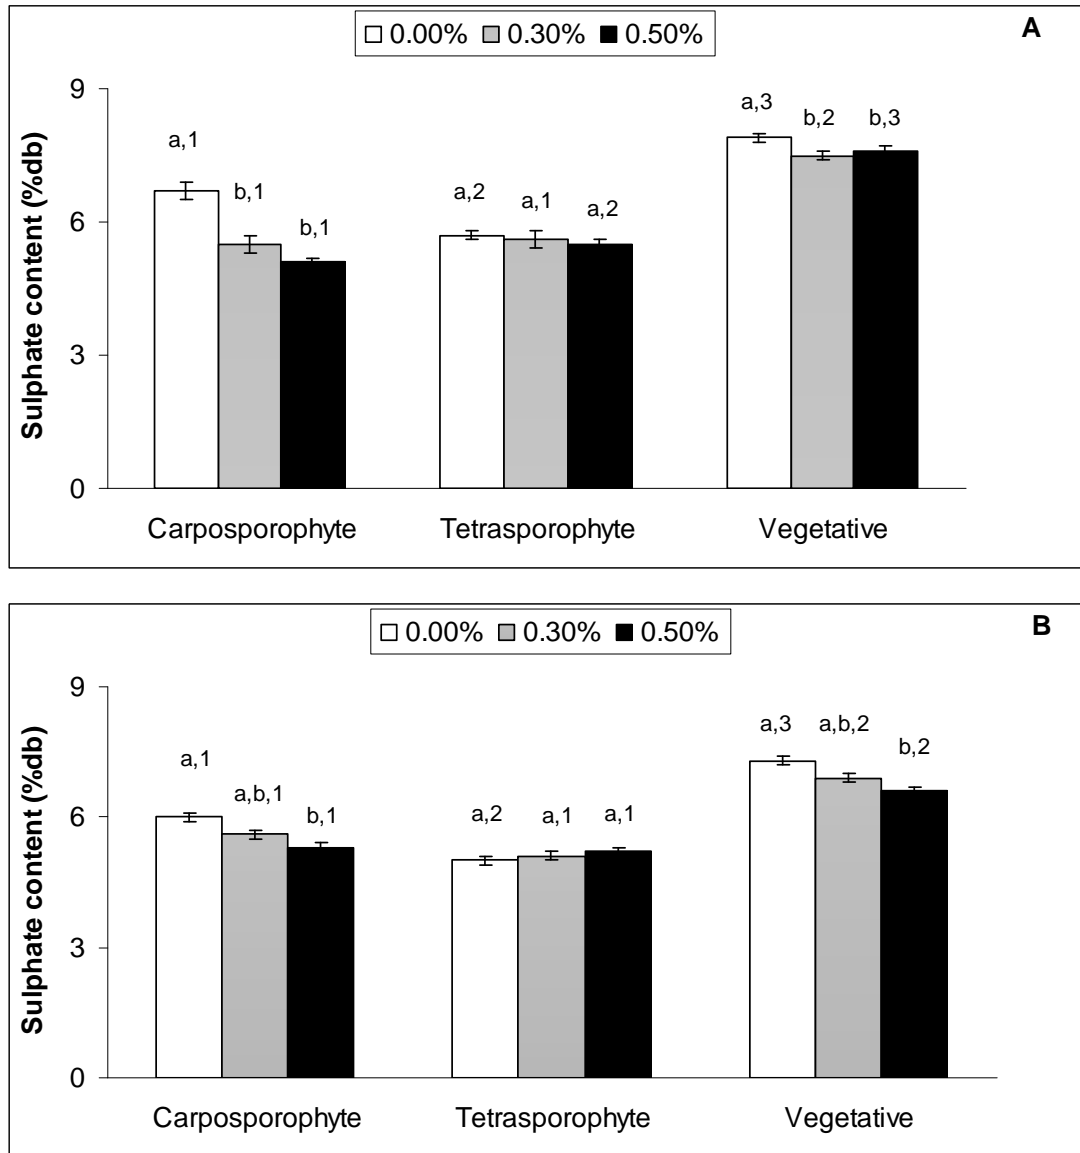 0.00% 0.30% 0.50%
A
Sulphate content (%db)
9
6
3
0
a,1
b,1
b,1
a,2
a,1
a,2
a,3
b,2
b,3
Carposporophyte Tetrasporophyte Vegetative
0.00% 0.30% 0.50%
B
Sulphate content (%db)
9
6
3
0
a,1
a,b,1
b,1
a,2
a,1
a,1
a,3
a,b,2
b,2
Carposporophyte Tetrasporophyte Vegetative